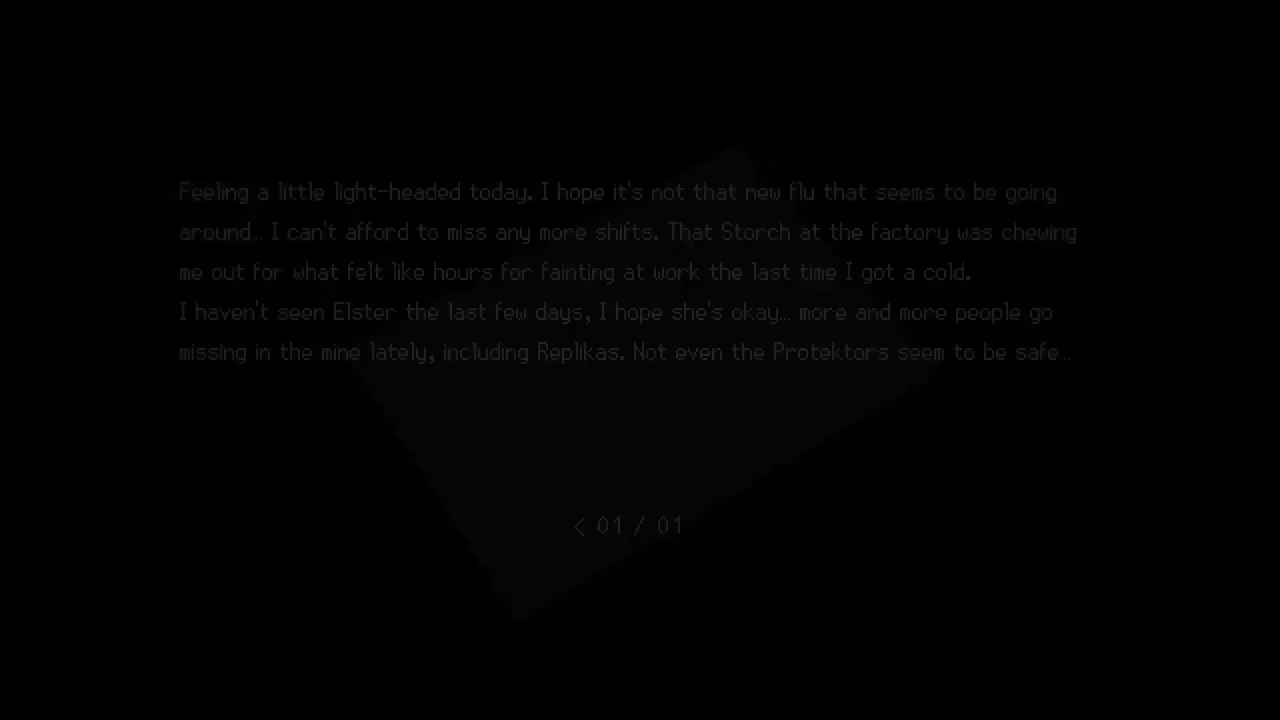 Feeling a little light-headed today. I hope it's not that new flu that seems to be going
around… I can't afford to miss any more shifts. That Storch at the factory was chewing
me out for what felt like hours for fainting at work the last time I got a cold.
I haven't seen Elster the last few days, I hope she's okay… more and more people go
missing in the mine lately, including Replikas. Not even the Protektors seem to be safe…
< 01 / 01